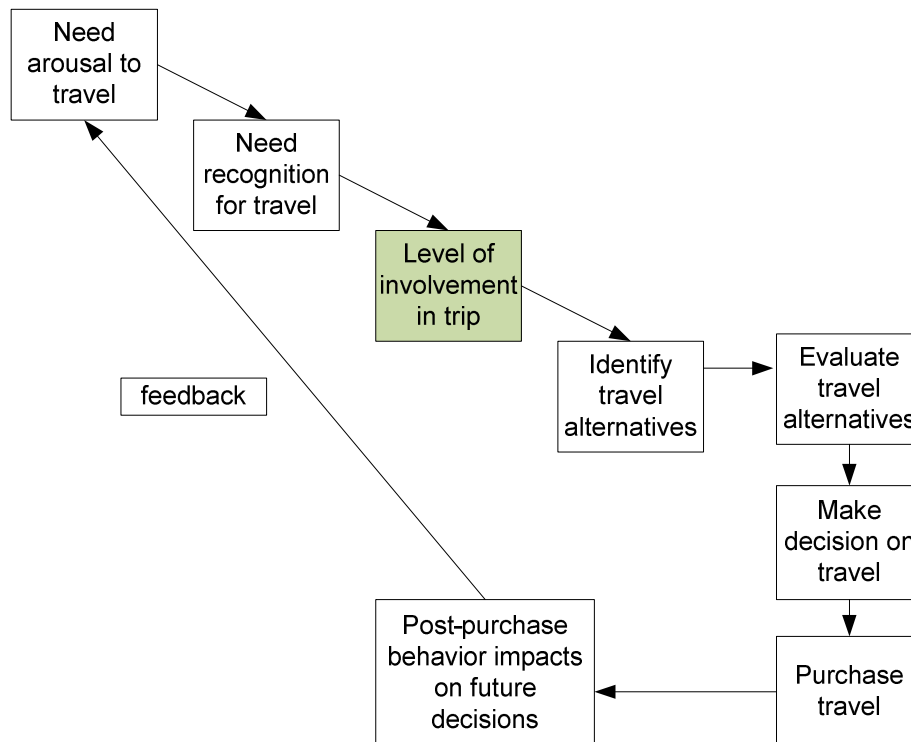 Need
arousal to
travel
Need
recognition
for travel
Level of
involvement
in trip
Identify
travel
alternatives
Evaluate
travel
alternatives
feedback
Make
decision on
travel
Post-purchase
behavior impacts
on future
decisions
Purchase
travel